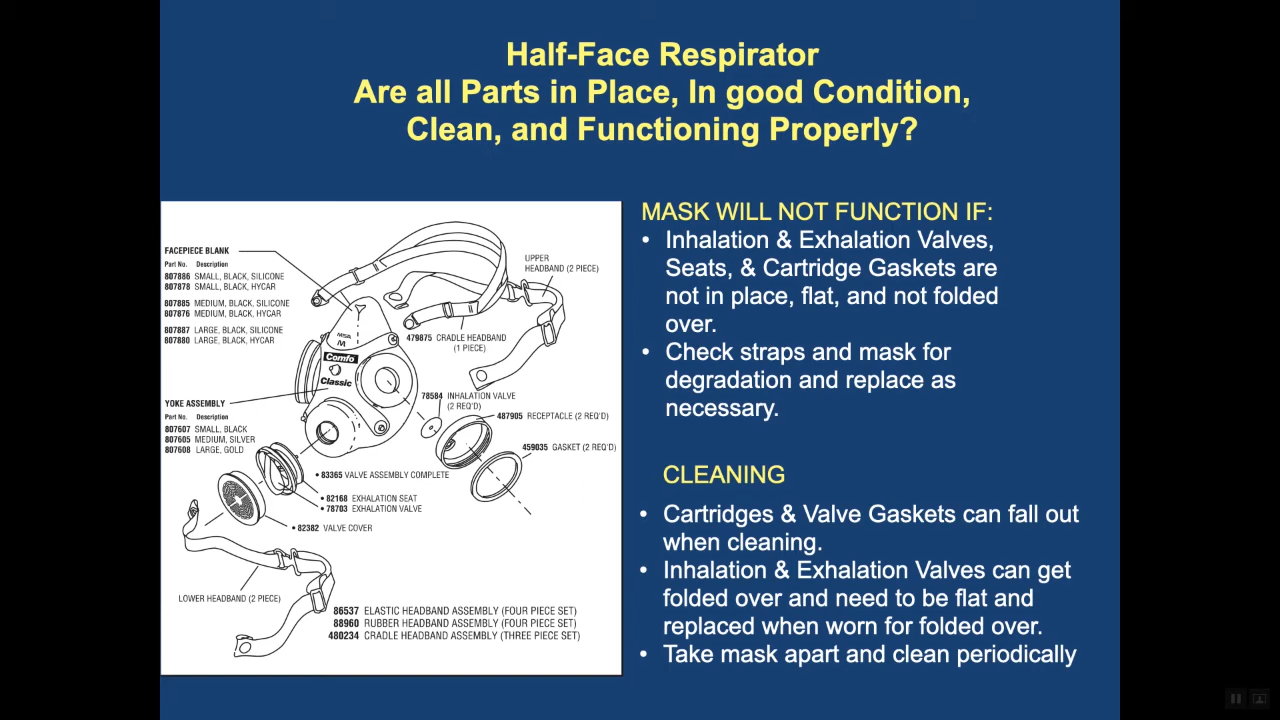 Half-Face Respirator
Are all Parts in Place, In good Condition,
Clean, and Functioning Properly?
FACEPIECE BLANK
Part No. Description
807886 SMALL, BLACK, SILICONE
807878 SMALL, BLACK, HYCAR
807885 MEDIUM, BLACK, SILICONE
807876 MEDIUM, BLACK, HYCAR
807887 LARGE, BLACK, SILICONE
807880 LARGE, BLACK, HYCAR
UPPER
HEADBAND (2 PIECE)
479875 CRADLE HEADBAND
(1 PIECE)
MSA
M
Comfo
Classic
YOKE ASSEMBLY
Part No. Description
807607 SMALL, BLACK
807605 MEDIUM, SILVER
807608 LARGE, GOLD
78584 INHALATION VALVE
(2 REQ'D)
487905 RECEPTACLE (2 REQ'D)
459035 GASKET (2 REQ'D)
• 83365 VALVE ASSEMBLY COMPLETE
• 82168 EXHALATION SEAT
• 78703 EXHALATION VALVE
• 82382 VALVE COVER
LOWER HEADBAND (2 PIECE)
86537 ELASTIC HEADBAND ASSEMBLY (FOUR PIECE SET)
88960 RUBBER HEADBAND ASSEMBLY (FOUR PIECE SET)
480234 CRADLE HEADBAND ASSEMBLY (THREE PIECE SET)
MASK WILL NOT FUNCTION IF:
• Inhalation & Exhalation Valves,
Seats, & Cartridge Gaskets are
not in place, flat, and not folded
over.
• Check straps and mask for
degradation and replace as
necessary.
CLEANING
• Cartridges & Valve Gaskets can fall out
when cleaning.
• Inhalation & Exhalation Valves can get
folded over and need to be flat and
replaced when worn for folded over.
• Take mask apart and clean periodically